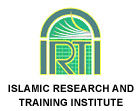 IRTI
ISLAMIC RESEARCH AND
TRAINING INSTITUTE